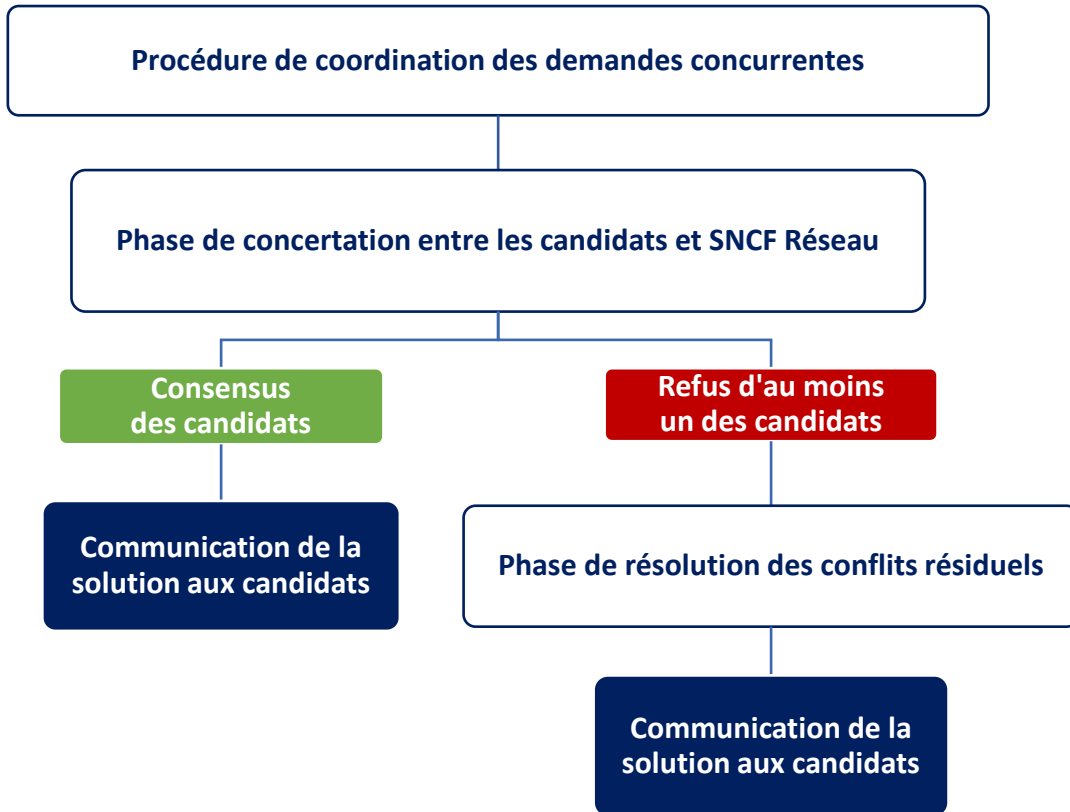 Procédure de coordination des demandes concurrentes
Phase de concertation entre les candidats et SNCF Réseau
Consensus
des candidats
Refus d'au moins
un des candidats
Communication de la
solution aux candidats
Phase de résolution des conflits résiduels
Communication de la
solution aux candidats